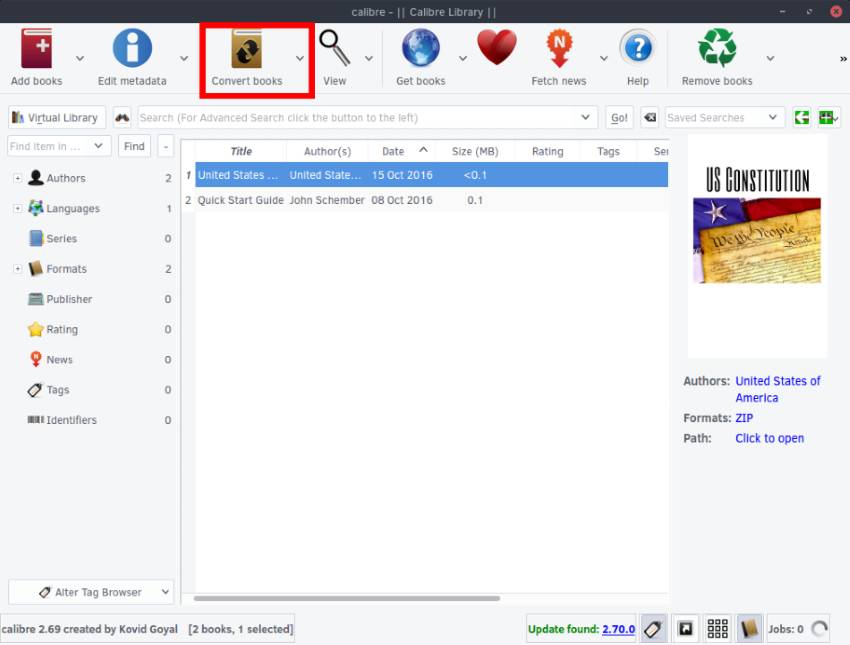 calibre - || Calibre Library ||
Add books
Edit metadata
Convert books
View
Get books
Fetch news
Help
Remove books
»
Virtual Library
Search (For Advanced Search click the button to the left)
Go!
Saved Searches
Find item in ...
Find
-
Title Author(s) Date Size (MB) Rating Tags Ser
1 United States ... United State... 15 Oct 2016 <0.1
2 Quick Start Guide John Schember 08 Oct 2016 0.1
Authors 2
Languages 1
Series 0
Formats 2
Publisher 0
Rating 0
News 0
Tags 0
Identifiers 0
US CONSTITUTION
We the People
Article 1
Authors: United States of
America
Formats: ZIP
Path: Click to open
Alter Tag Browser
calibre 2.69 created by Kovid Goyal [2 books, 1 selected]
Update found: 2.70.0
Jobs: 0